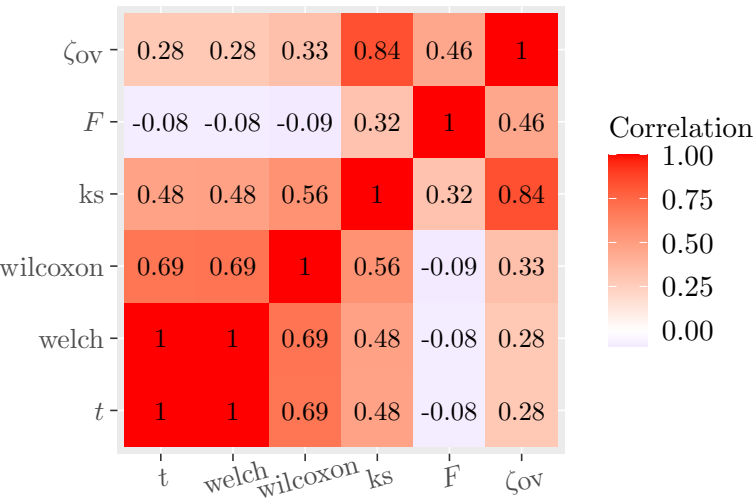 ζov 0.28 0.28 0.33 0.84 0.46 1
F -0.08 -0.08 -0.09 0.32 1 0.46
ks 0.48 0.48 0.56 1 0.32 0.84
wilcoxon 0.69 0.69 1 0.56 -0.09 0.33
welch 1 1 0.69 0.48 -0.08 0.28
t 1 1 0.69 0.48 -0.08 0.28
t welch wilcoxon ks F ζov
Correlation
1.00
0.75
0.50
0.25
0.00